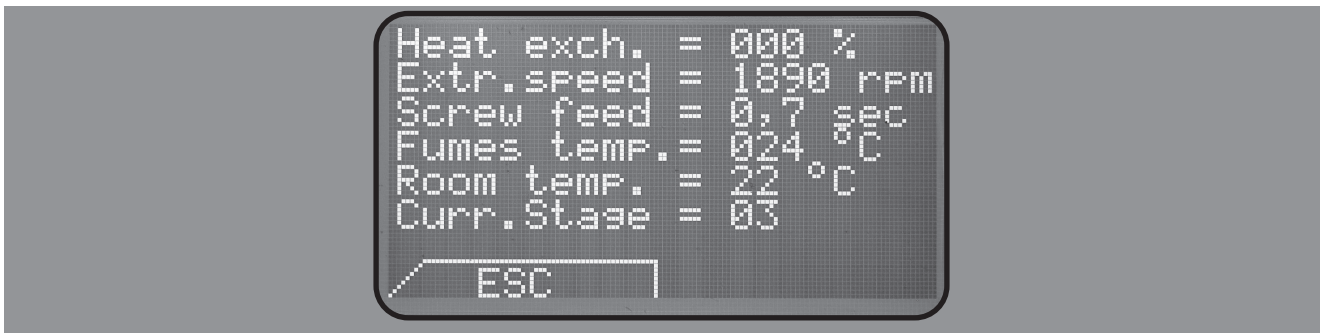 Heat exch. = 000 %
Extr.speed = 1890 rpm
Screw feed = 0,7 sec
Fumes temp.= 024 °C
Room temp. = 22 °C
Curr.Stage = 03
ESC